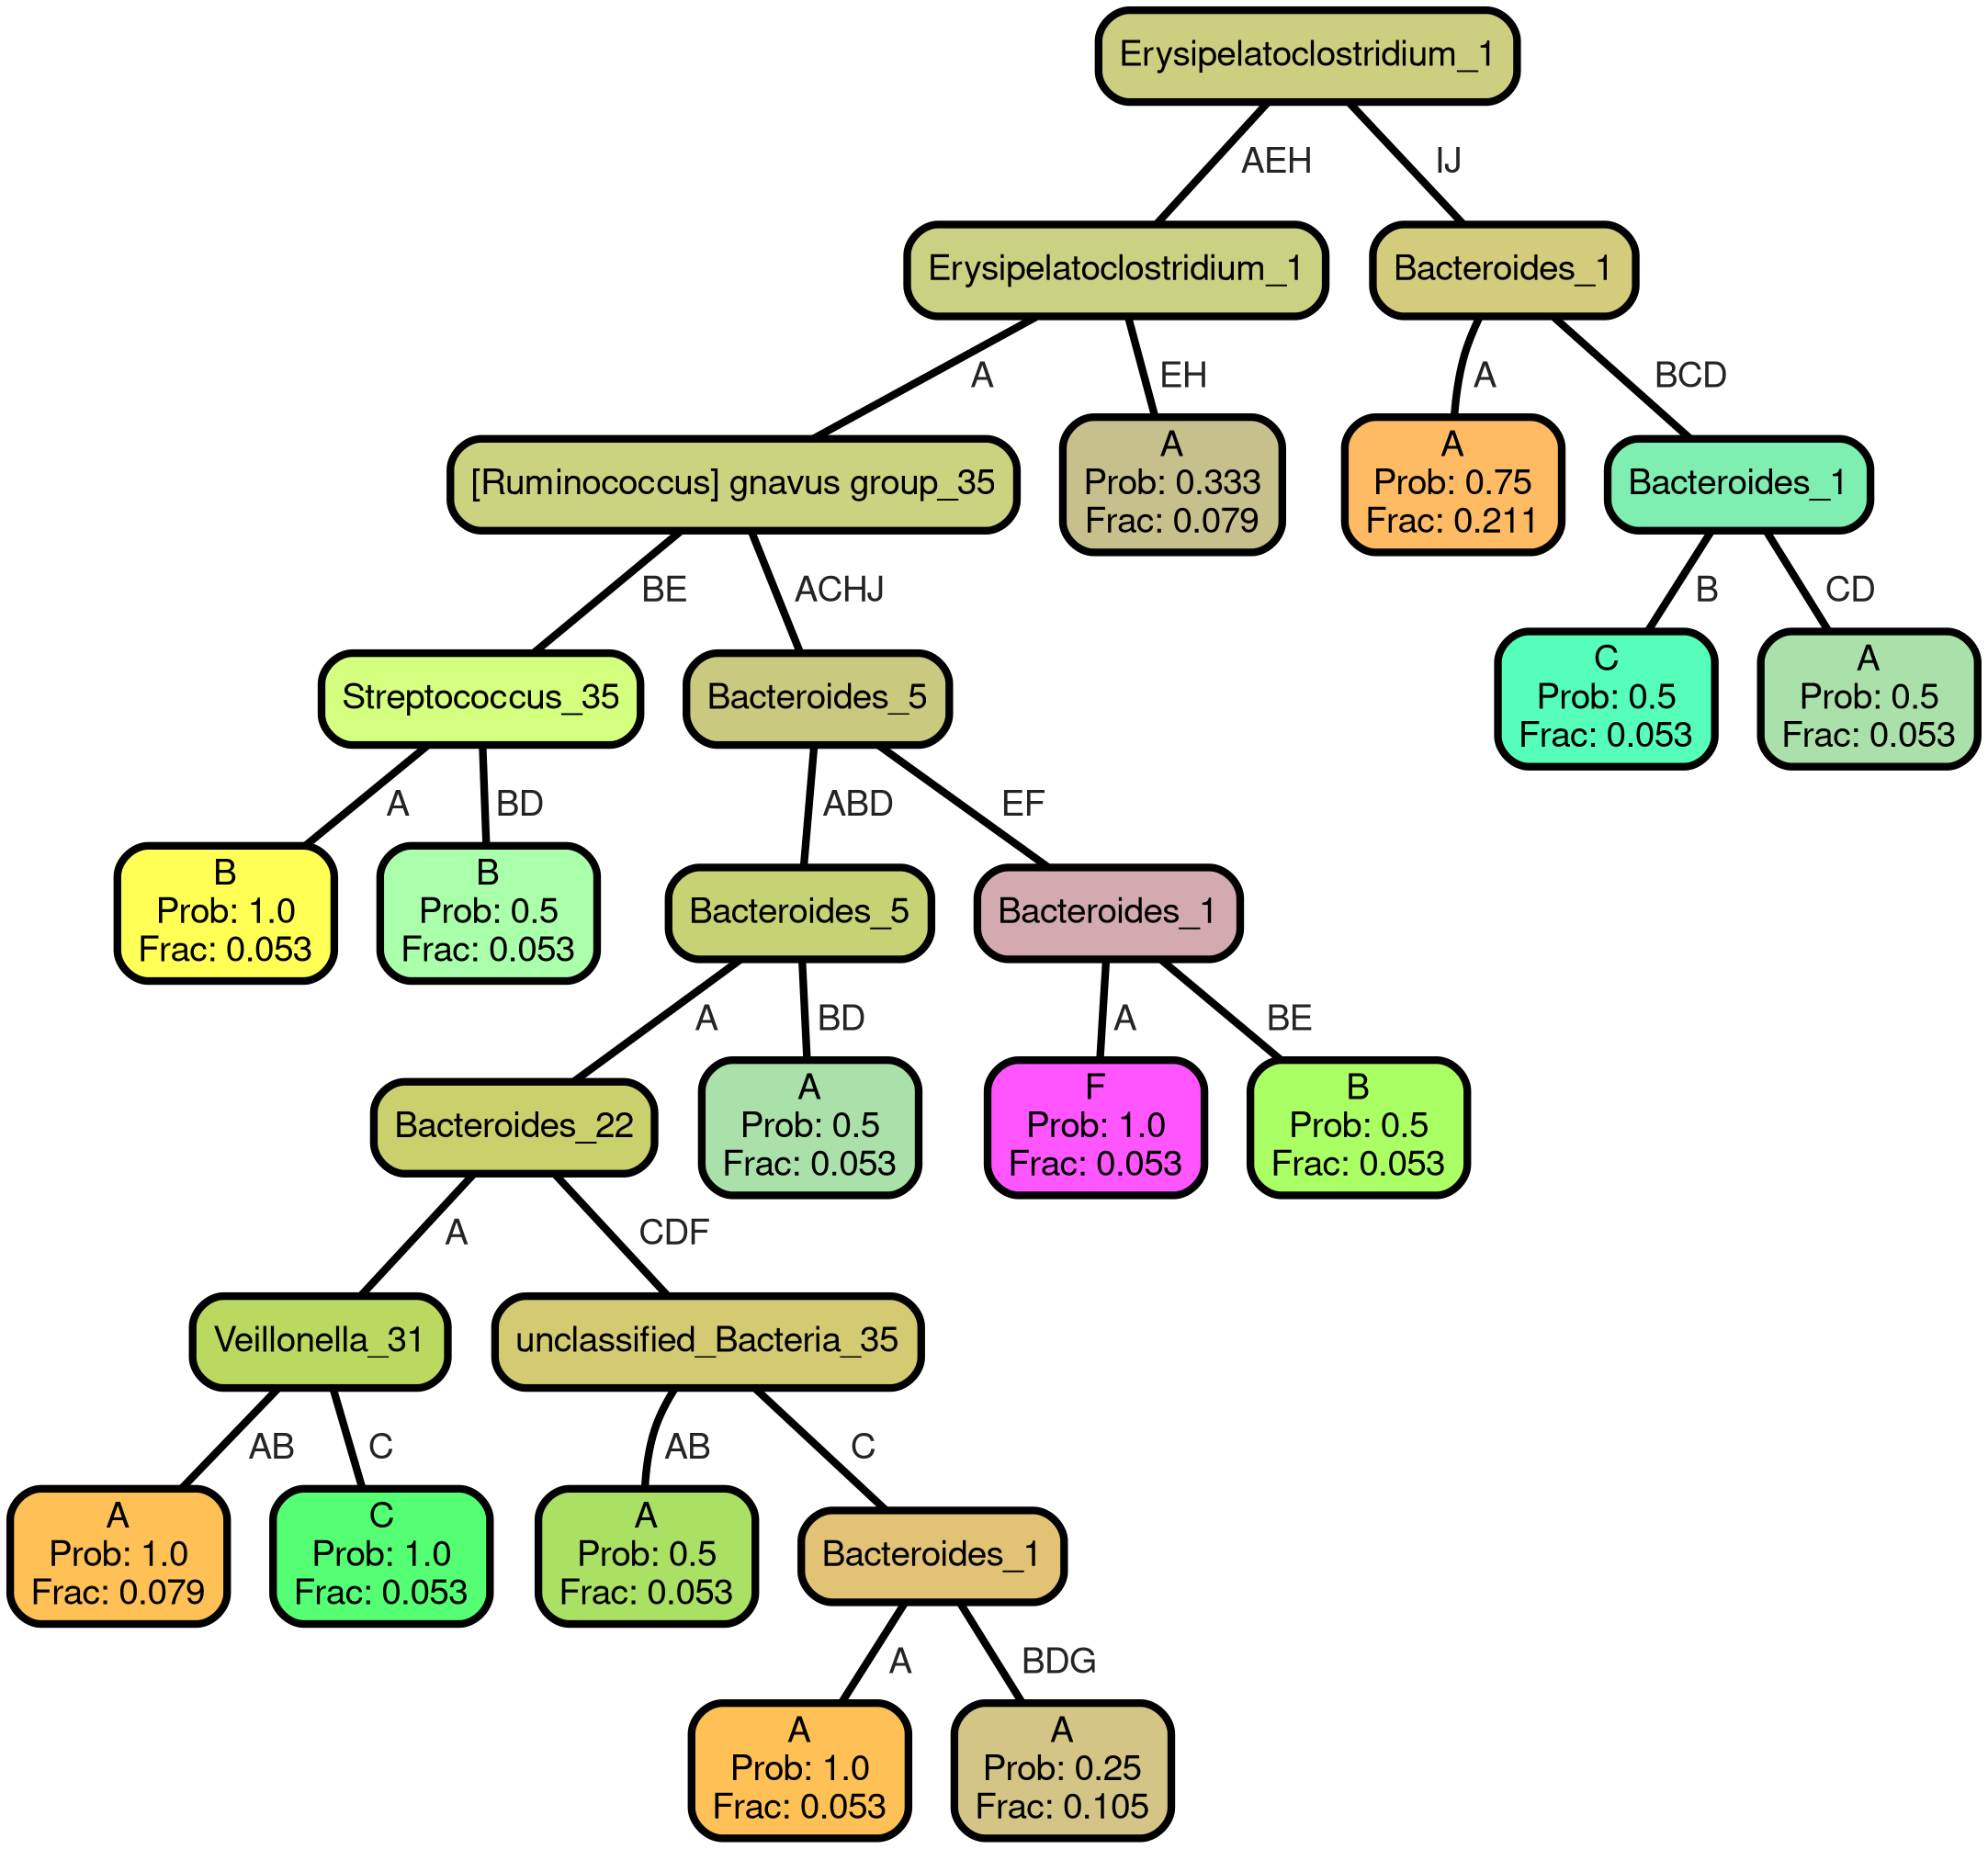 Erysipelatoclostridium_1
AEH
IJ
Erysipelatoclostridium_1
Bacteroides_1
A
EH
A
BCD
[Ruminococcus] gnavus group_35
A
Prob: 0.333
Frac: 0.079
A
Prob: 0.75
Frac: 0.211
Bacteroides_1
BE
ACHJ
B
CD
Streptococcus_35
Bacteroides_5
C
Prob: 0.5
Frac: 0.053
A
Prob: 0.5
Frac: 0.053
A
BD
ABD
EF
B
Prob: 1.0
Frac: 0.053
B
Prob: 0.5
Frac: 0.053
Bacteroides_5
Bacteroides_1
A
BD
A
BE
Bacteroides_22
A
Prob: 0.5
Frac: 0.053
F
Prob: 1.0
Frac: 0.053
B
Prob: 0.5
Frac: 0.053
A
CDF
Veillonella_31
unclassified_Bacteria_35
AB
C
AB
C
A
Prob: 1.0
Frac: 0.079
C
Prob: 1.0
Frac: 0.053
A
Prob: 0.5
Frac: 0.053
Bacteroides_1
A
BDG
A
Prob: 1.0
Frac: 0.053
A
Prob: 0.25
Frac: 0.105